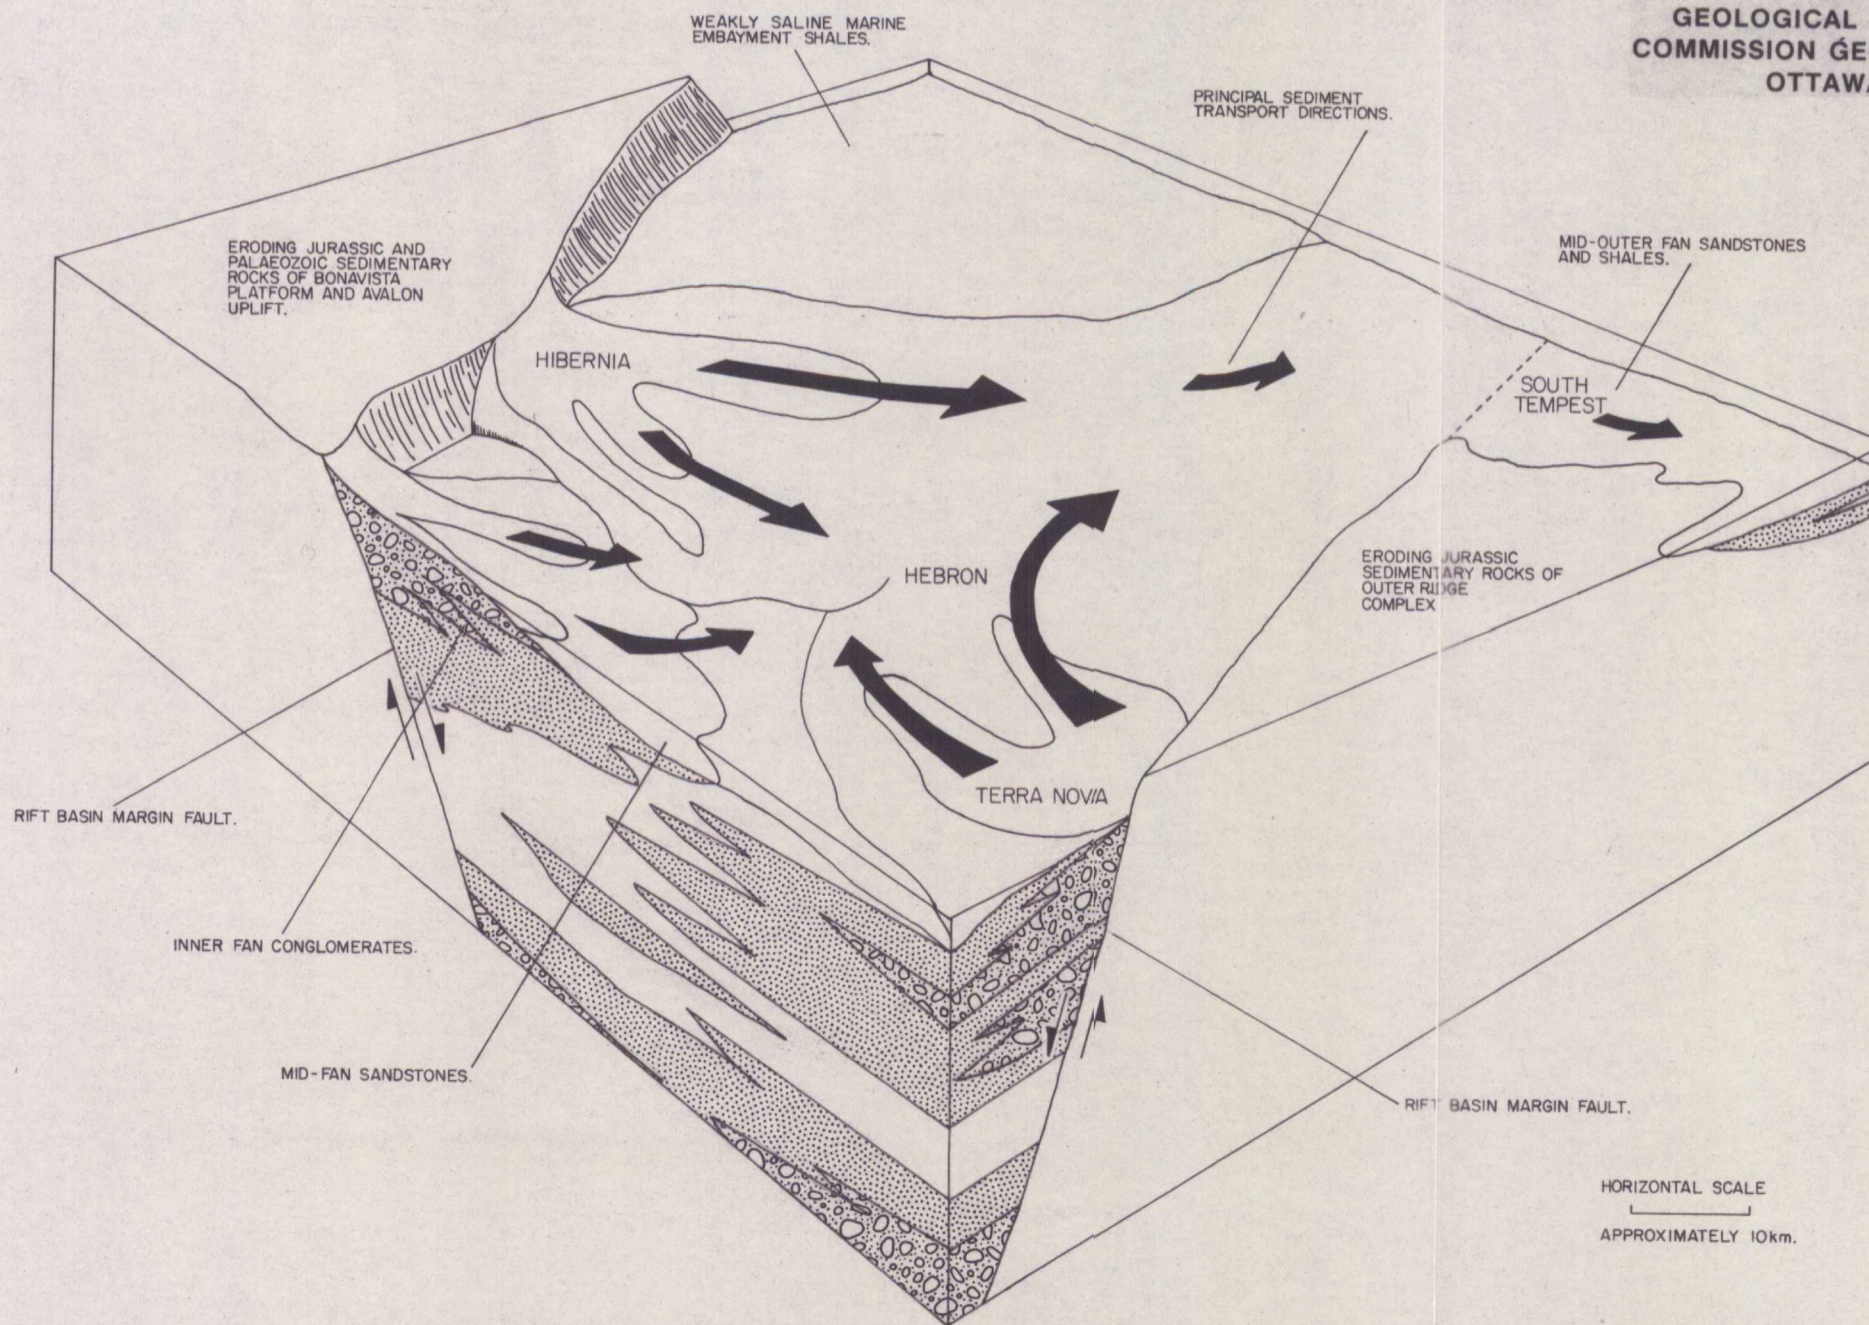 GEOLOGICAL
COMMISSION GE
OTTAWA
WEAKLY SALINE MARINE
EMBAYMENT SHALES.
PRINCIPAL SEDIMENT
TRANSPORT DIRECTIONS.
MID-OUTER FAN SANDSTONES
AND SHALES.
ERODING JURASSIC AND
PALAEOZOIC SEDIMENTARY
ROCKS OF BONAVISTA
PLATFORM AND AVALON
UPLIFT.
HIBERNIA
SOUTH
TEMPEST
HEBRON
ERODING JURASSIC
SEDIMENTARY ROCKS OF
OUTER RIDGE
COMPLEX
TERRA NOVA
RIFT BASIN MARGIN FAULT.
INNER FAN CONGLOMERATES.
MID-FAN SANDSTONES.
RIFT BASIN MARGIN FAULT.
HORIZONTAL SCALE
APPROXIMATELY 10km.